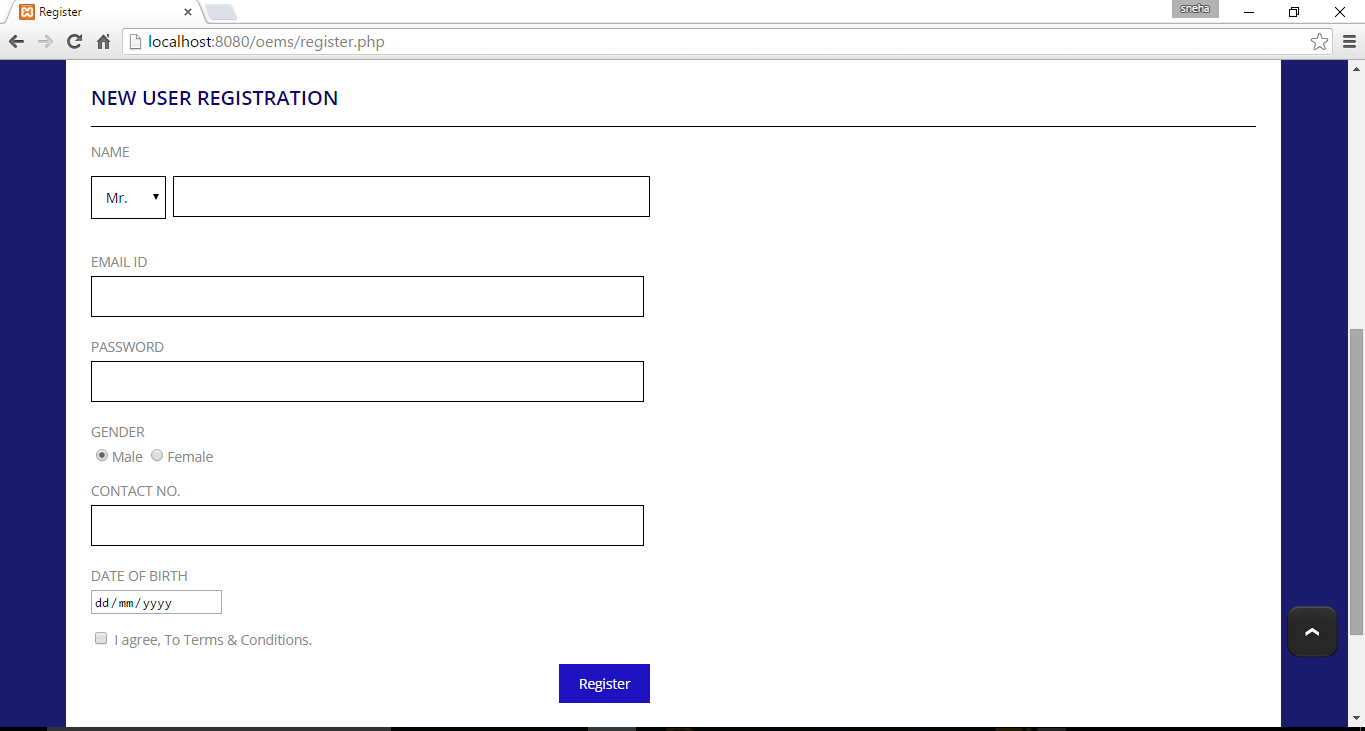 Register
sneha
localhost:8080/oems/register.php
NEW USER REGISTRATION
NAME
Mr.
EMAIL ID
PASSWORD
GENDER
Male Female
CONTACT NO.
DATE OF BIRTH
dd/mm/yyyy
I agree, To Terms & Conditions.
Register